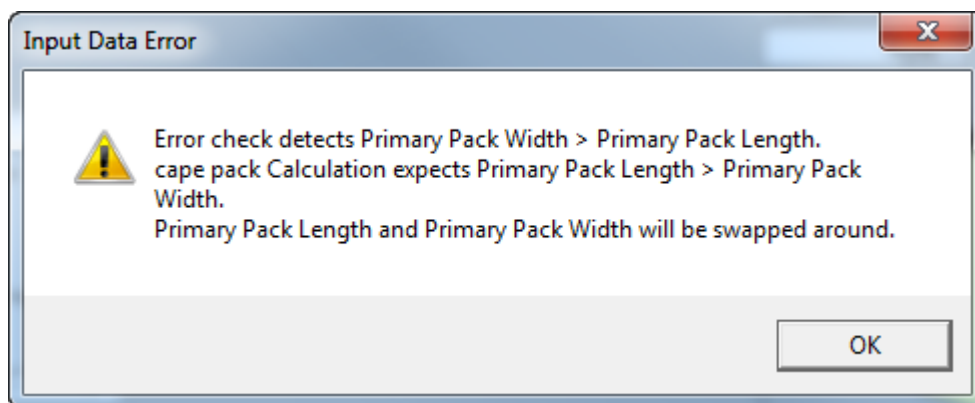 Input Data Error
Error check detects Primary Pack Width > Primary Pack Length.
cape pack Calculation expects Primary Pack Length > Primary Pack
Width.
Primary Pack Length and Primary Pack Width will be swapped around.
OK